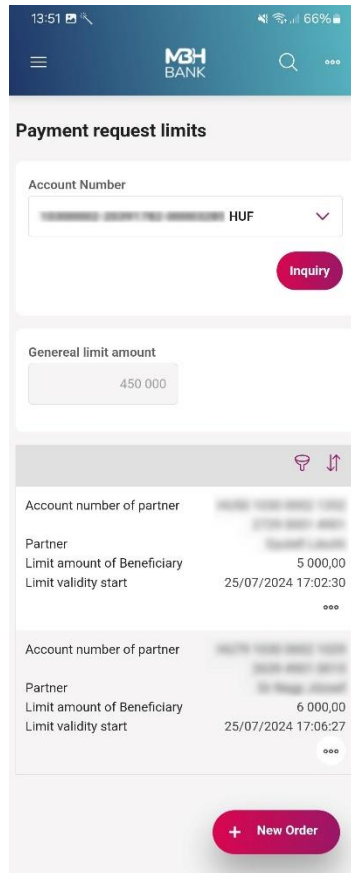 13:51 66%
MBH
BANK
Payment request limits
Account Number
HUF
Inquiry
Genereal limit amount
450 000
Account number of partner
Partner
Limit amount of Beneficiary 5 000,00
Limit validity start 25/07/2024 17:02:30
Account number of partner
Partner
Limit amount of Beneficiary 6 000,00
Limit validity start 25/07/2024 17:06:27
+ New Order